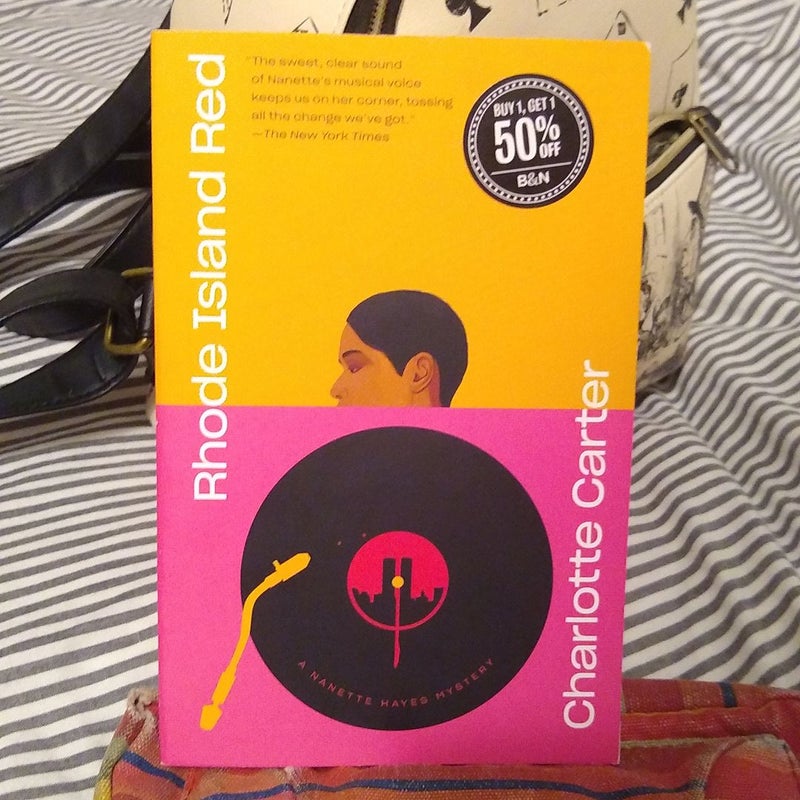 Rhode Island Red
"The sweet, clear sound
of Nanette's musical voice
keeps us on her corner, tossing
all the change we've got."
—The New York Times
BUY 1, GET 1
50%
OFF
B&N
Charlotte Carter
A NANETTE HAYES MYSTERY